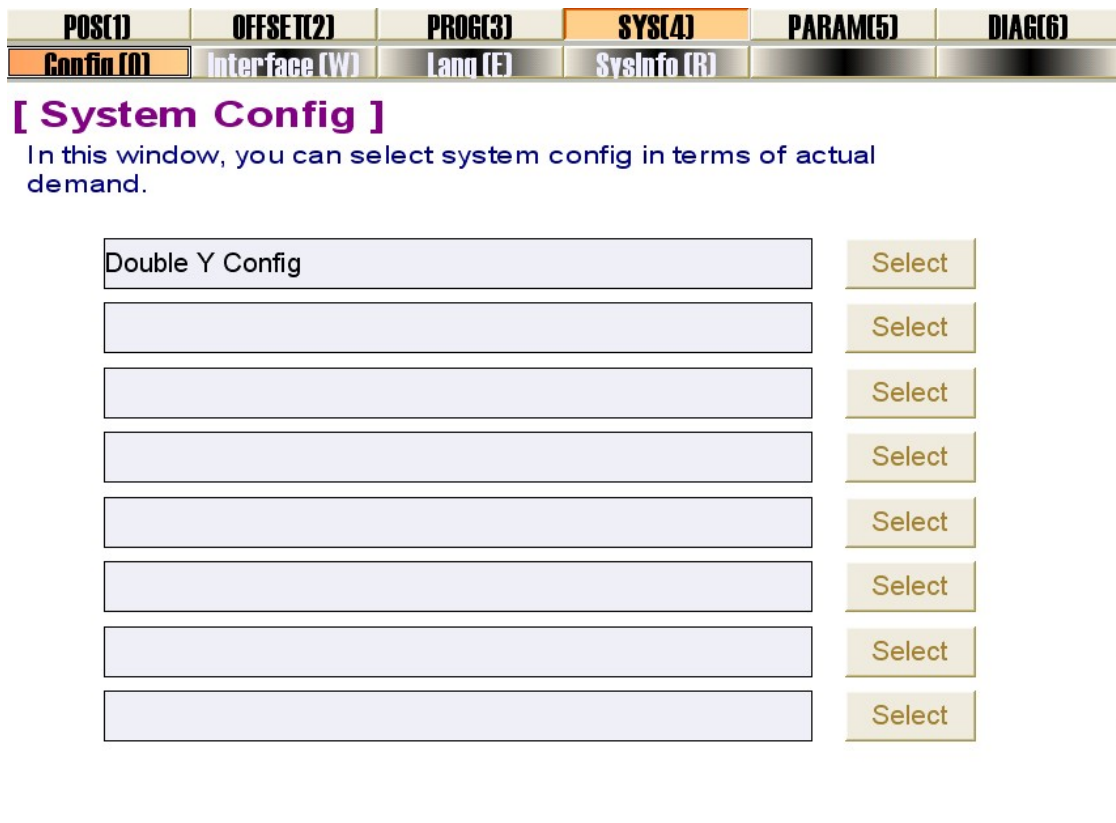 POS(1) OFFSET(2) PROG(3) SYS(4) PARAM(5) DIAG(6)
Config (Q) Interface (W) Lang (E) SysInfo (R)
[ System Config ]
In this window, you can select system config in terms of actual
demand.
Double Y Config Select
Select
Select
Select
Select
Select
Select
Select